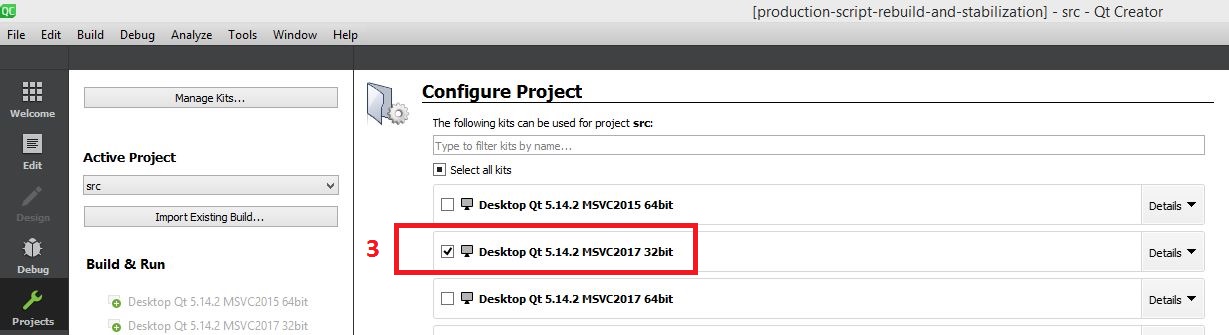 QC
[production-script-rebuild-and-stabilization] - src - Qt Creator
File Edit Build Debug Analyze Tools Window Help
Welcome
Edit
Design
Debug
Projects
Manage Kits...
Active Project
src
Import Existing Build...
Build & Run
Desktop Qt 5.14.2 MSVC2015 64bit
Desktop Qt 5.14.2 MSVC2017 32bit
Configure Project
The following kits can be used for project src:
Type to filter kits by name...
Select all kits
Desktop Qt 5.14.2 MSVC2015 64bit Details
3 Desktop Qt 5.14.2 MSVC2017 32bit Details
Desktop Qt 5.14.2 MSVC2017 64bit Details